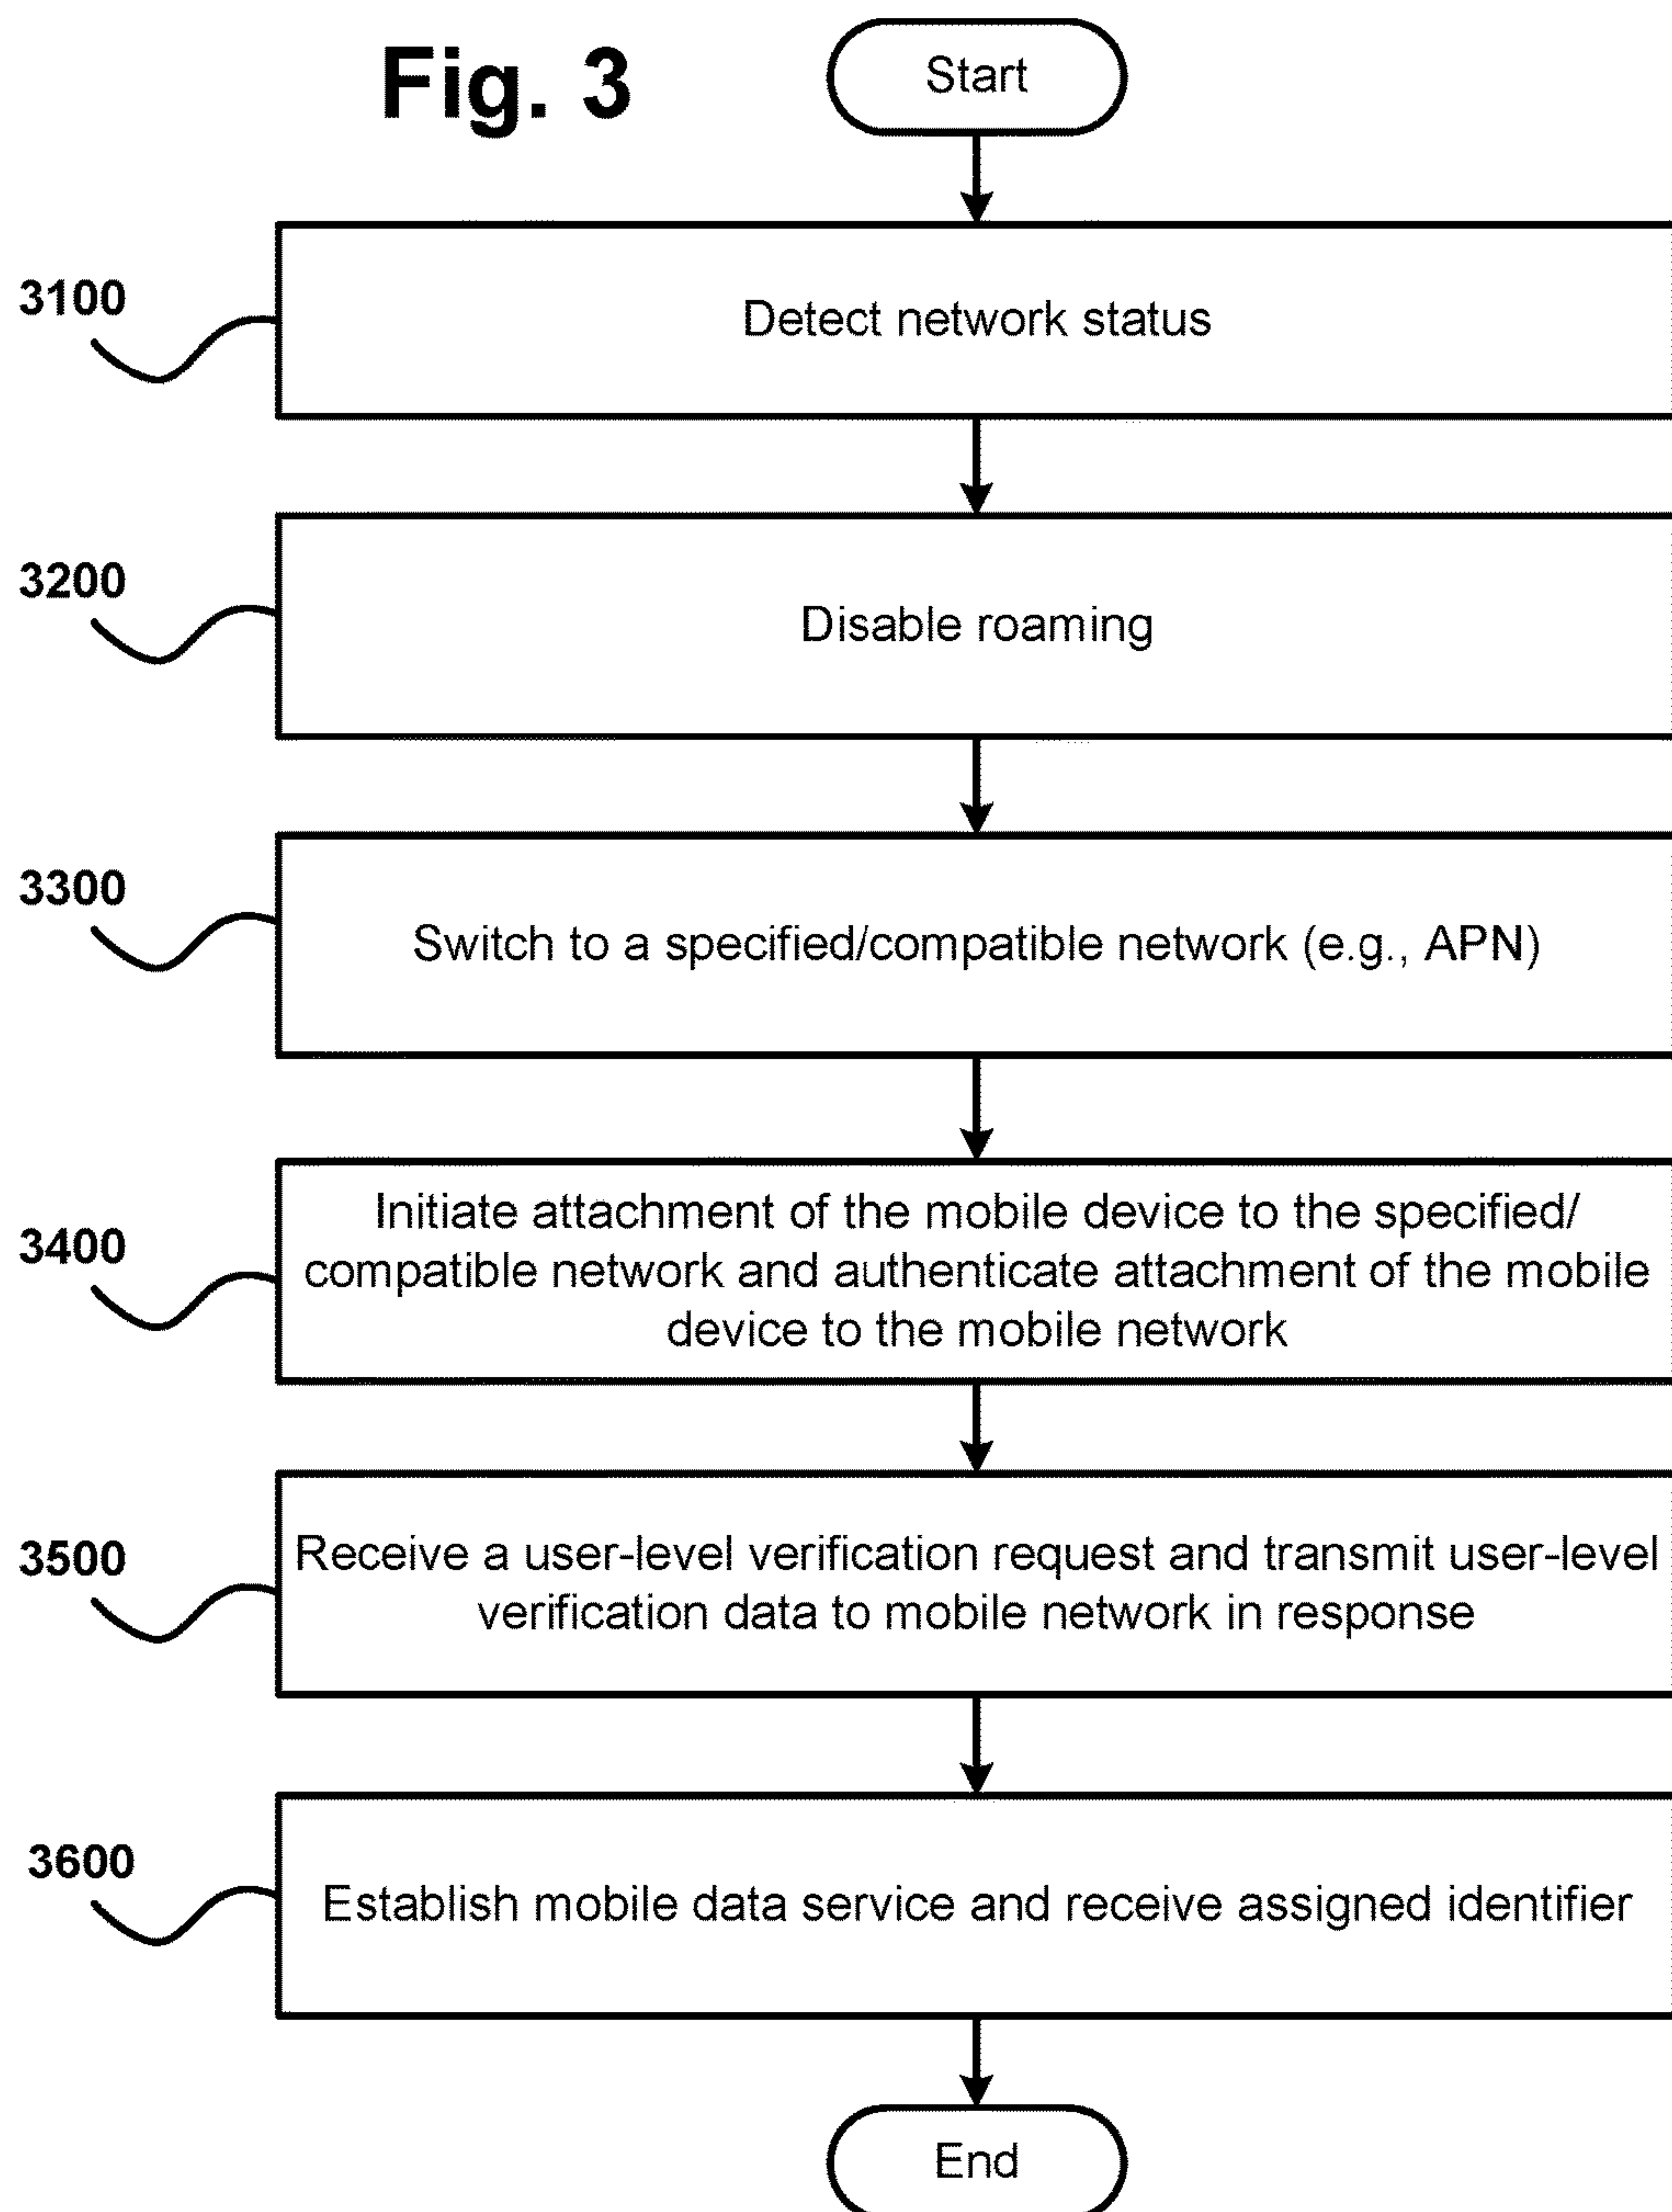 Fig. 3
Start
3100
Detect network status
3200
Disable roaming
3300
Switch to a specified/compatible network (e.g., APN)
3400
Initiate attachment of the mobile device to the specified/
compatible network and authenticate attachment of the mobile
device to the mobile network
3500
Receive a user-level verification request and transmit user-level
verification data to mobile network in response
3600
Establish mobile data service and receive assigned identifier
End